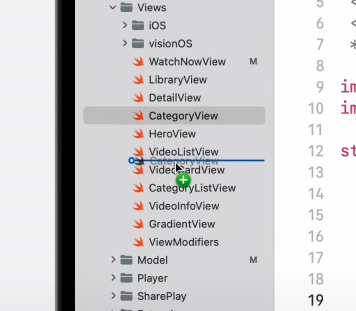 Views
iOS
visionOS
WatchNowView M
LibraryView
DetailView
CategoryView
HeroView
VideoListView
CategoryView
VideoCardView
CategoryListView
VideoInfoView
GradientView
ViewModifiers
Model M
Player
SharePlay
5 <
6 <
7 *
8
9 im
10 im
11
12 st
13
14
15
16
17
18
19